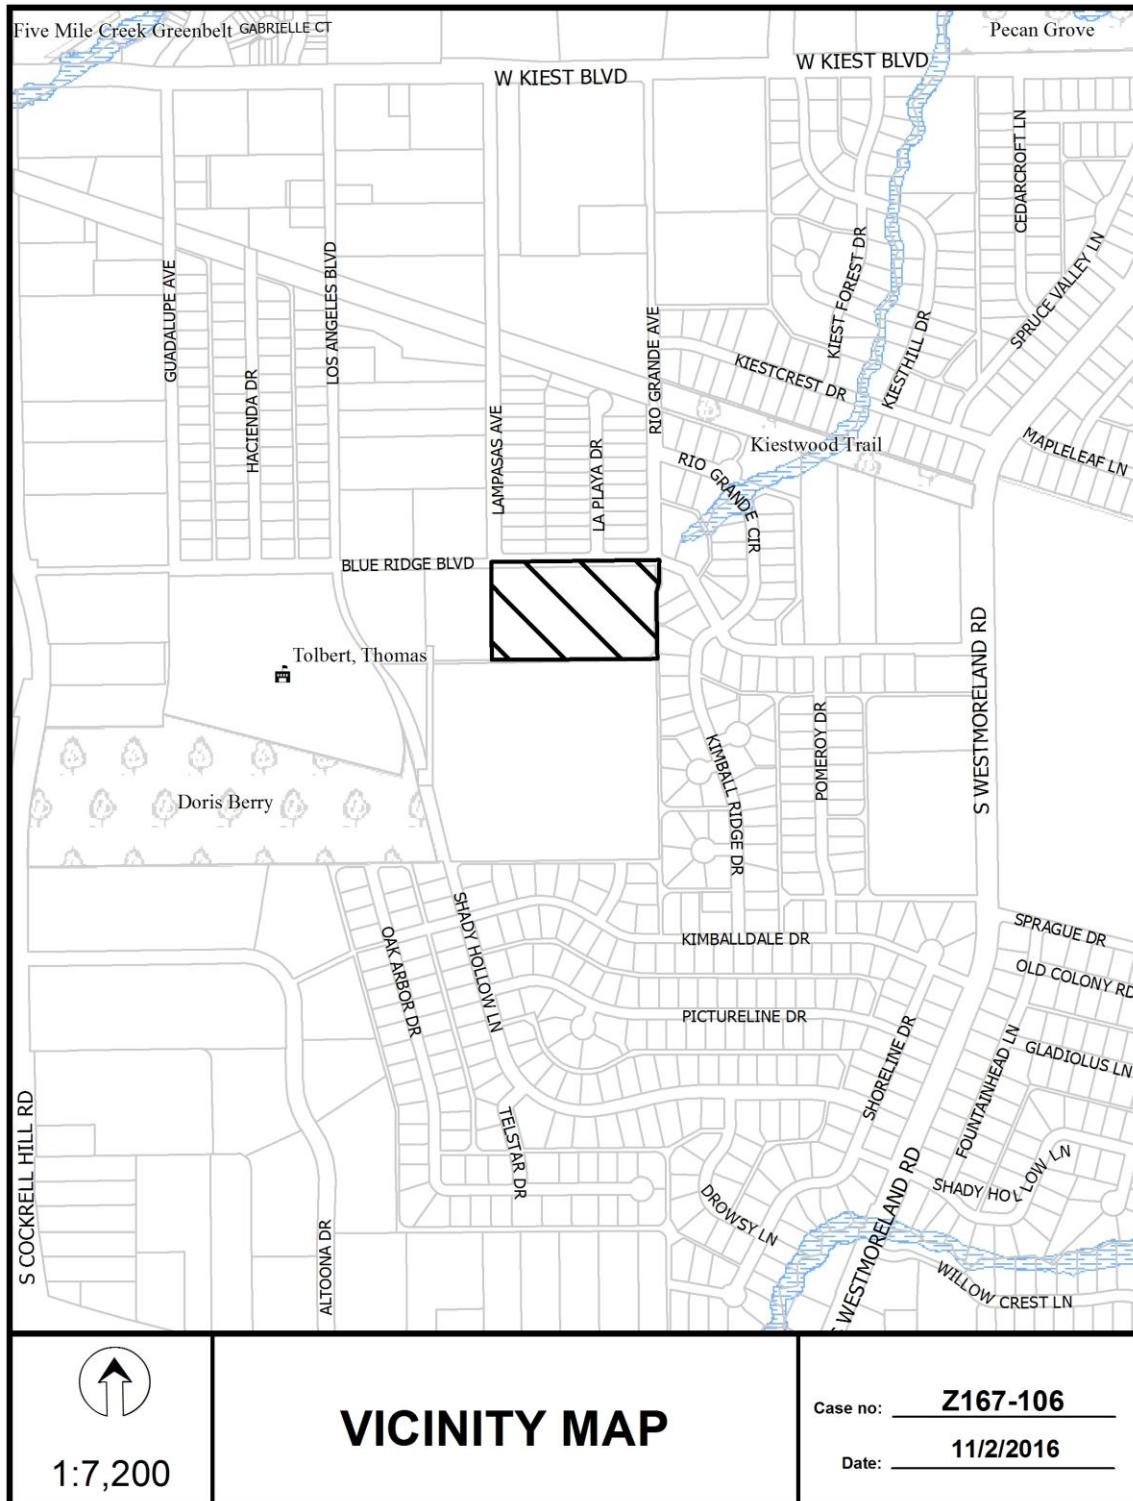 Five Mile Creek Greenbelt
GABRIELLE CT
Pecan Grove
W KIEST BLVD
W KIEST BLVD
CEDARCROFT LN
SPRUCE VALLEY LN
GUADALUPE AVE
LOS ANGELES BLVD
HACIENDA DR
LAMPASAS AVE
LA PLAYA DR
RIO GRANDE AVE
KIEST FOREST DR
KIESTHILL DR
KIESTCREST DR
Kiestwood Trail
MAPLELEAF LN
RIO GRANDE CIR
BLUE RIDGE BLVD
Tolbert, Thomas
S WESTMORELAND RD
POMEROY DR
KIMBALL RIDGE DR
Doris Berry
SHADY HOLLOW LN
OAK ARBOR DR
KIMBALLDALE DR
SPRAGUE DR
OLD COLONY RD
PICTURELINE DR
SHORELINE DR
FOUNTAINHEAD LN
GLADIOLUS LN
S COCKRELL HILL RD
TELSTAR DR
ALTOONA DR
DROWSY LN
SHADY HOLLOW LN
S WESTMORELAND RD
WILLOW CREST LN
1:7,200
VICINITY MAP
Case no: Z167-106
Date: 11/2/2016